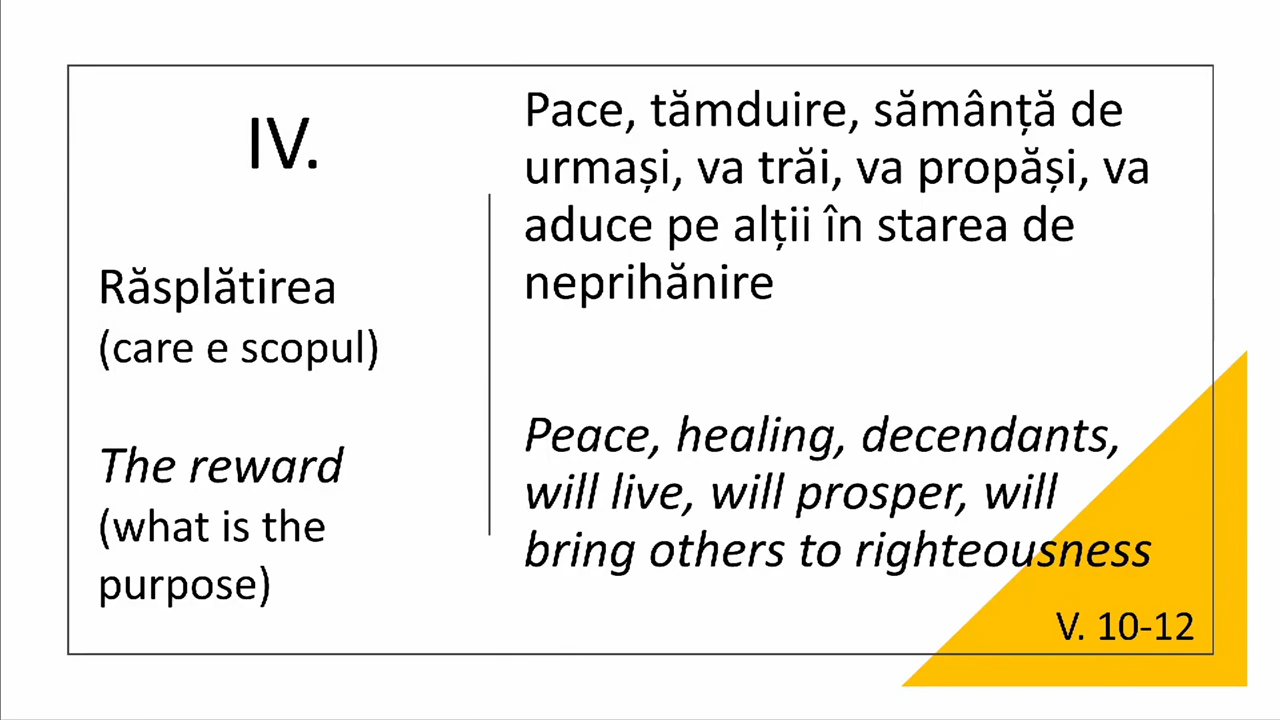 IV.
Răsplătirea
(care e scopul)
The reward
(what is the
purpose)
Pace, tămduire, sămânță de
urmași, va trăi, va propăși, va
aduce pe alții în starea de
neprihănire
Peace, healing, decendants,
will live, will prosper, will
bring others to righteousness
V. 10-12